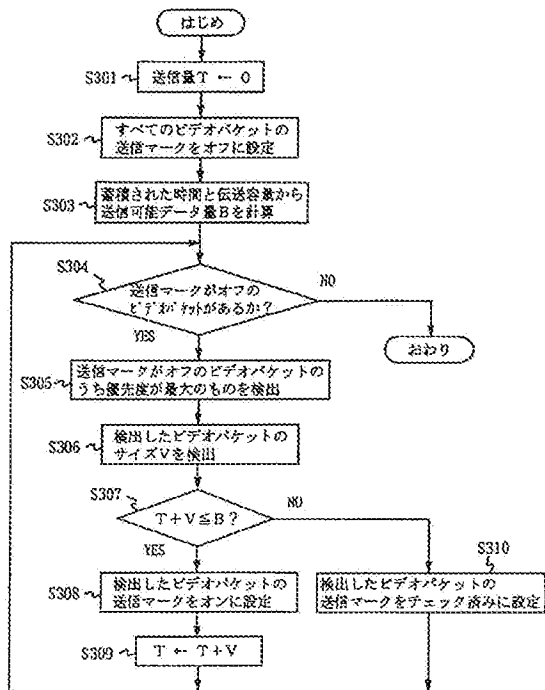 はじめ
S301
送信量T ← 0
S302
すべてのビデオパケットの
送信マークをオフに設定
S303
蓄積された時間と伝送容量から
送信可能データ量Bを計算
S304
送信マークがオフの
ビデオパケットがあるか?
NO
YES
おわり
S305
送信マークがオフのビデオパケットの
うち優先度が最大のものを検出
S306
検出したビデオパケットの
サイズVを検出
S307
T+V≦B?
NO
YES
S308
検出したビデオパケットの
送信マークをオンに設定
S310
検出したビデオパケットの
送信マークをチェック済みに設定
S309
T ← T+V